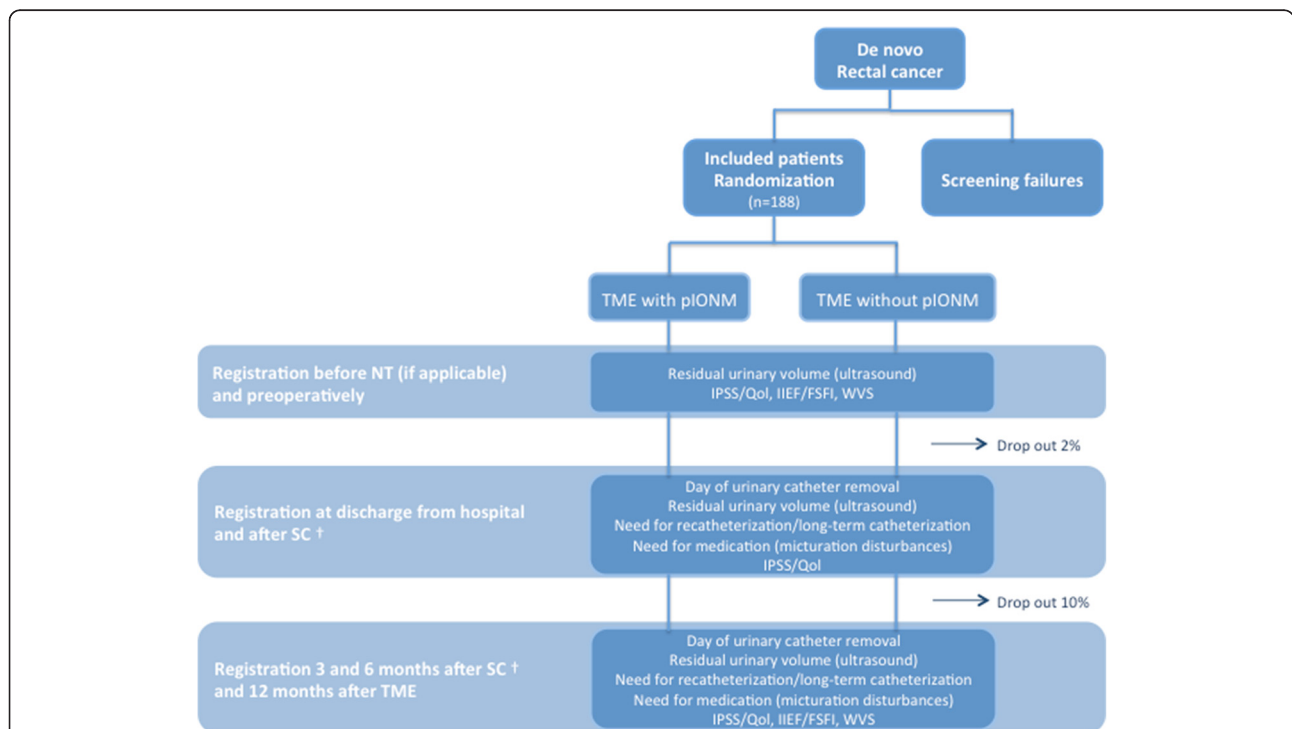 De novo
Rectal cancer
Included patients
Randomization
(n=188)
Screening failures
TME with pIONM
TME without pIONM
Registration before NT (if applicable)
and preoperatively
Residual urinary volume (ultrasound)
IPSS/Qol, IIEF/FSFI, WVS
Drop out 2%
Registration at discharge from hospital
and after SC †
Day of urinary catheter removal
Residual urinary volume (ultrasound)
Need for recatheterization/long-term catheterization
Need for medication (micturation disturbances)
IPSS/Qol
Drop out 10%
Registration 3 and 6 months after SC †
and 12 months after TME
Day of urinary catheter removal
Residual urinary volume (ultrasound)
Need for recatheterization/long-term catheterization
Need for medication (micturation disturbances)
IPSS/Qol, IIEF/FSFI, WVS